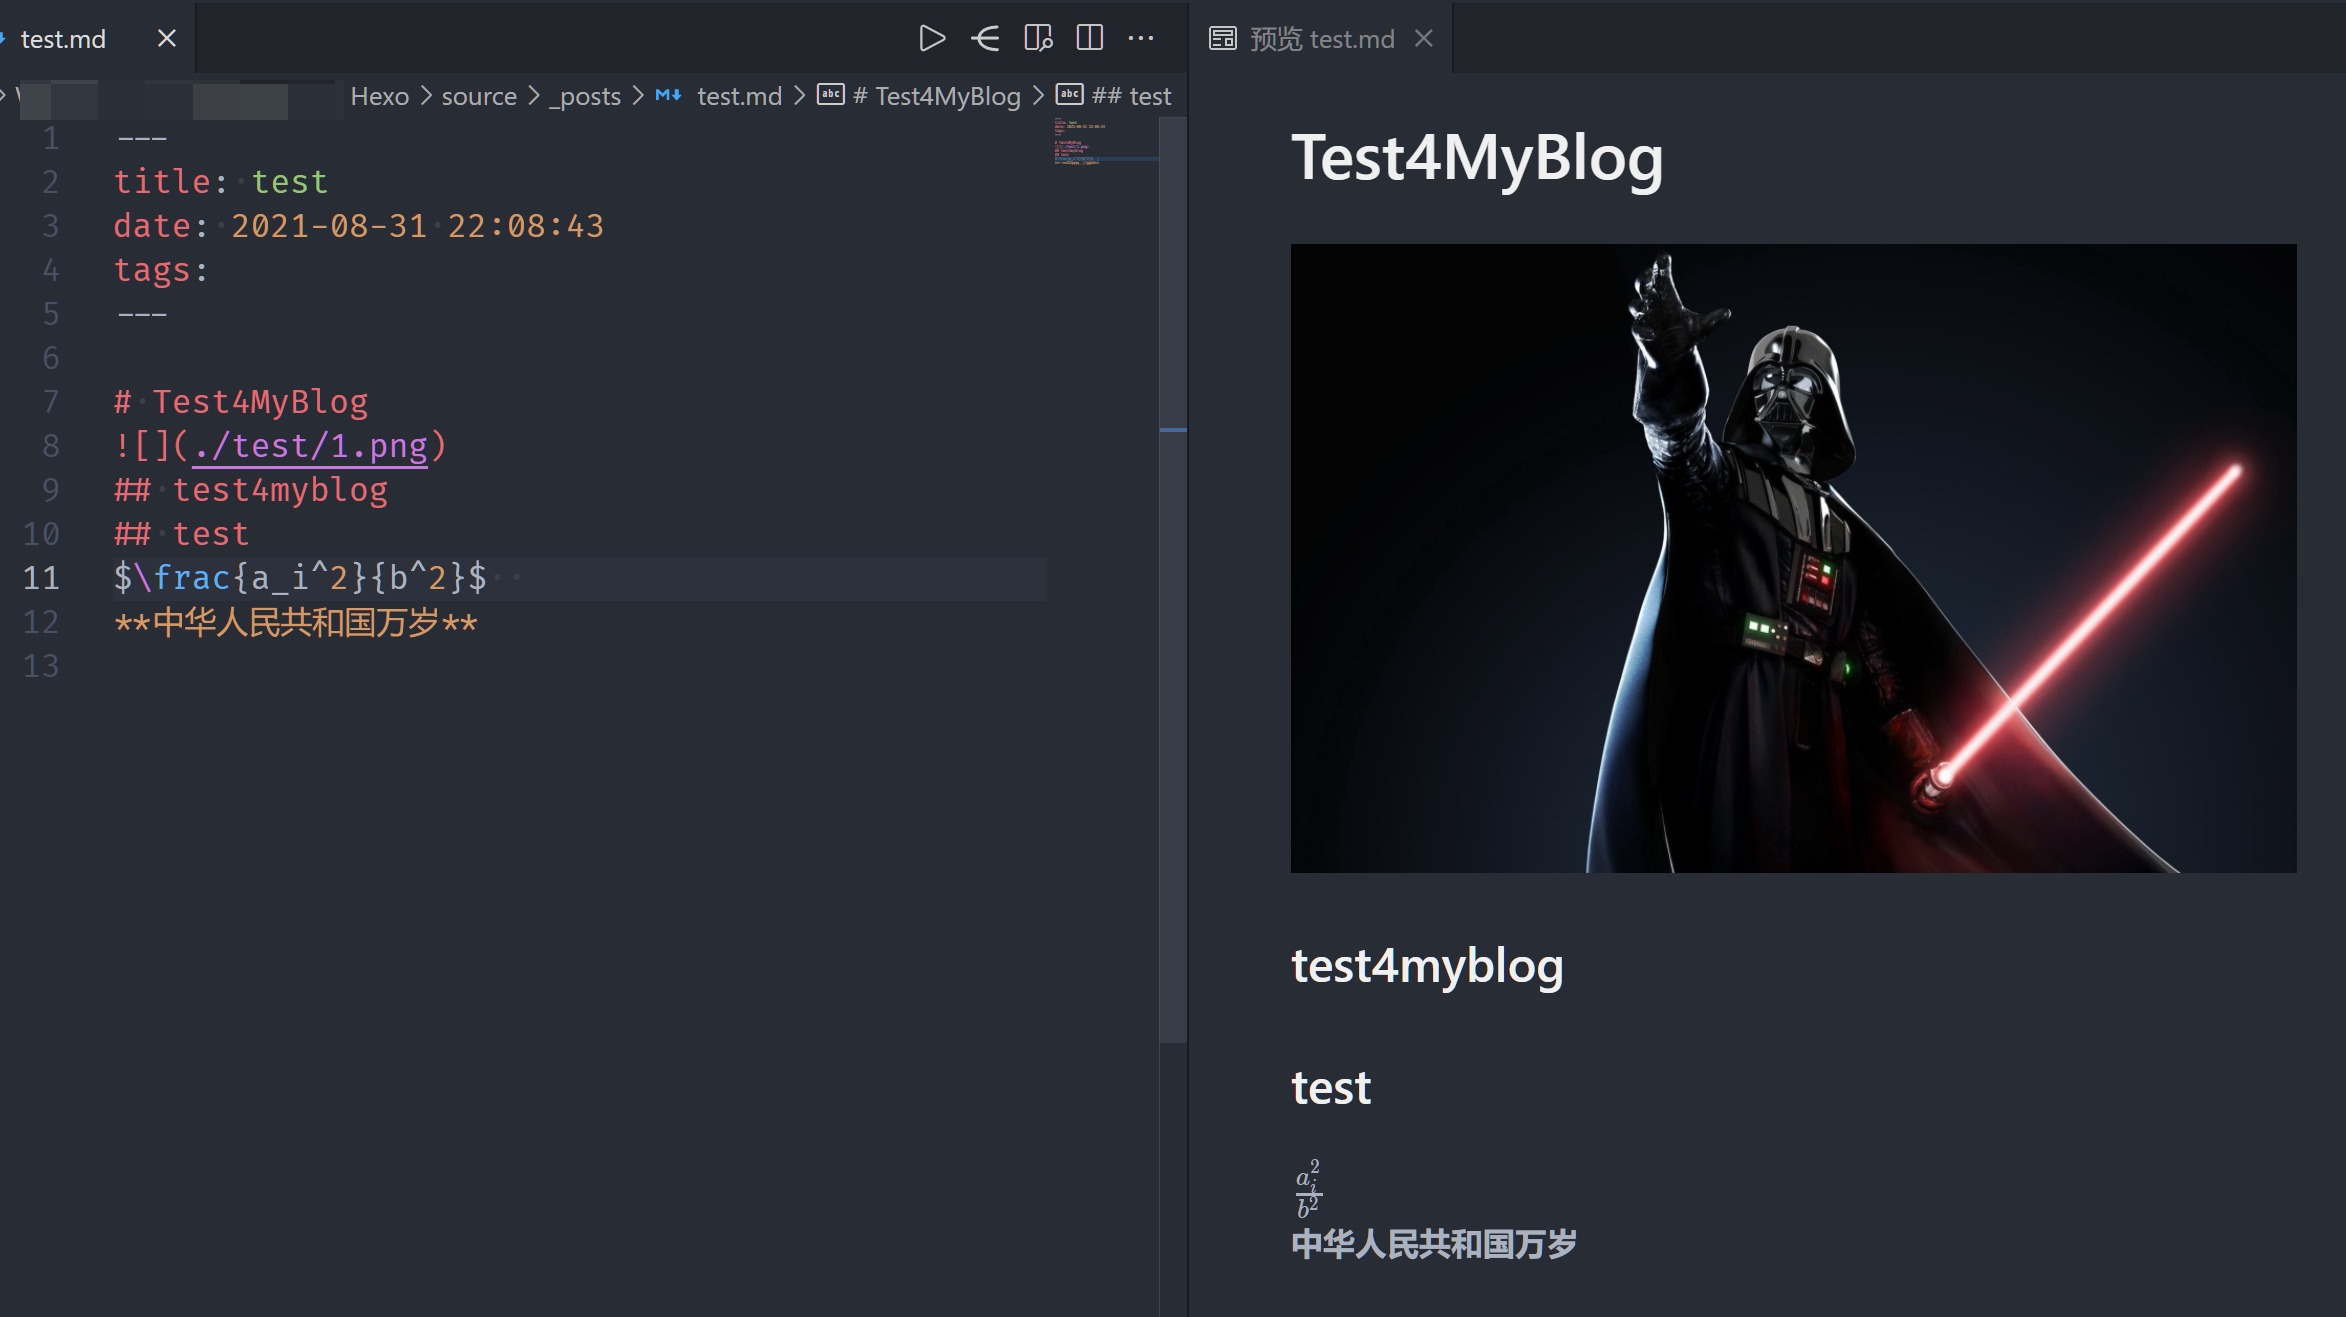 test.md
Hexo > source > _posts > test.md > # Test4MyBlog > ## test
1 ---
2 title: test
3 date: 2021-08-31 22:08:43
4 tags:
5 ---
6
7 # Test4MyBlog
8 ![](./test/1.png)
9 ## test4myblog
10 ## test
11 $\frac{a_i^2}{b^2}$
12 **中华人民共和国万岁**
13
预览 test.md
Test4MyBlog
test4myblog
test
a_i^2
b^2
中华人民共和国万岁